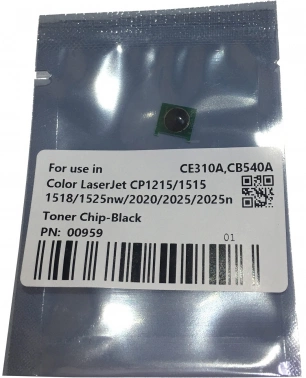 For use in CE310A,CB540A
Color LaserJet CP1215/1515
1518/1525nw/2020/2025/2025n
Toner Chip-Black
PN: 00959
01